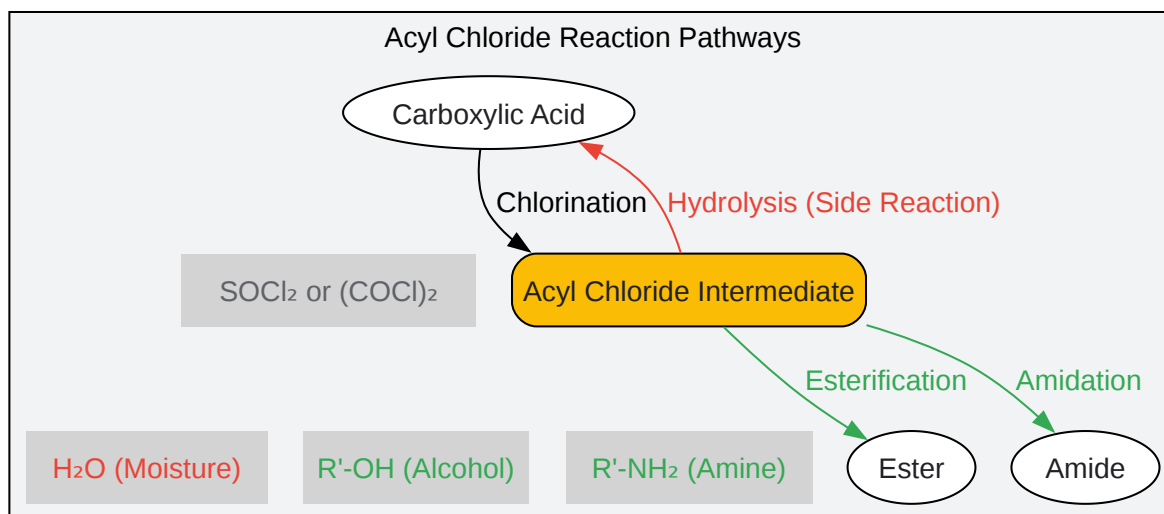 Acyl Chloride Reaction Pathways
Carboxylic Acid
Chlorination
Hydrolysis (Side Reaction)
SOCl₂ or (COCl)₂
Acyl Chloride Intermediate
Esterification
Amidation
H₂O (Moisture)
R'-OH (Alcohol)
R'-NH₂ (Amine)
Ester
Amide